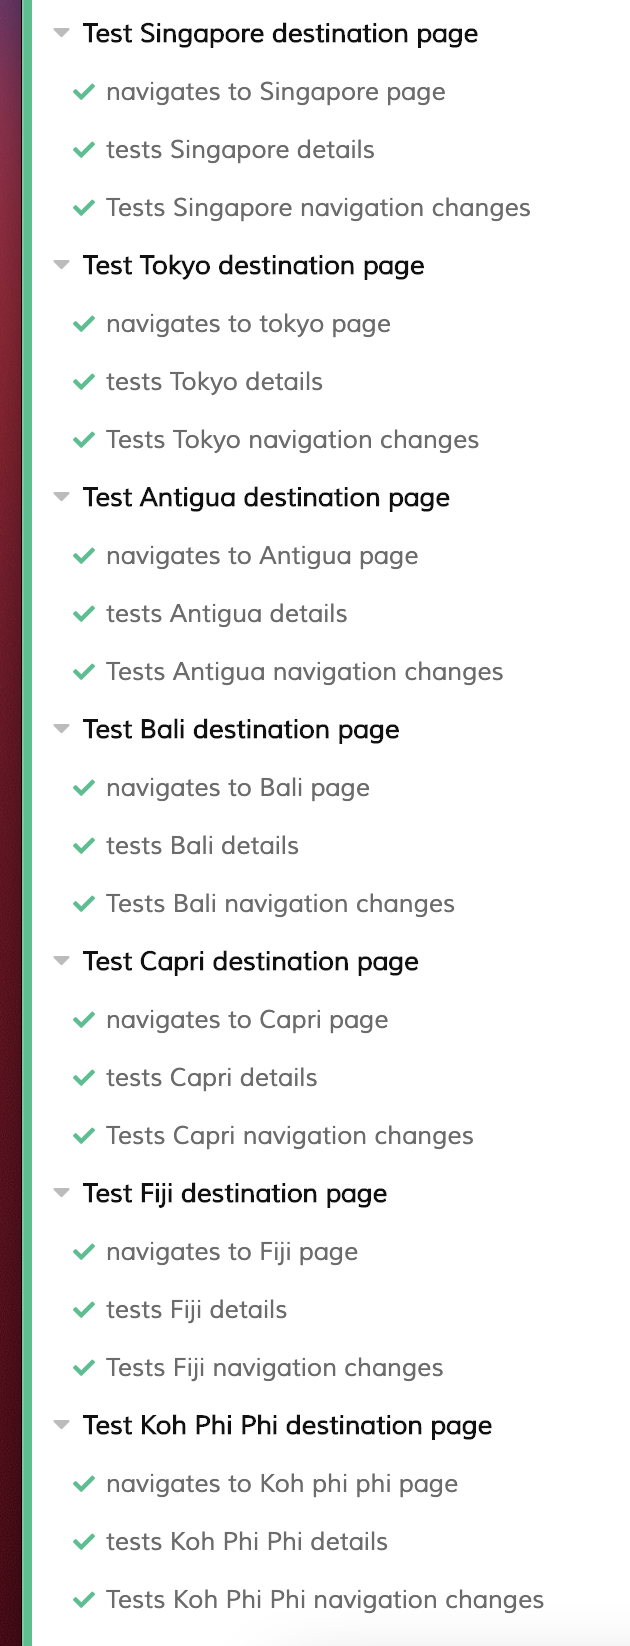 Test Singapore destination page
navigates to Singapore page
tests Singapore details
Tests Singapore navigation changes
Test Tokyo destination page
navigates to tokyo page
tests Tokyo details
Tests Tokyo navigation changes
Test Antigua destination page
navigates to Antigua page
tests Antigua details
Tests Antigua navigation changes
Test Bali destination page
navigates to Bali page
tests Bali details
Tests Bali navigation changes
Test Capri destination page
navigates to Capri page
tests Capri details
Tests Capri navigation changes
Test Fiji destination page
navigates to Fiji page
tests Fiji details
Tests Fiji navigation changes
Test Koh Phi Phi destination page
navigates to Koh phi phi page
tests Koh Phi Phi details
Tests Koh Phi Phi navigation changes